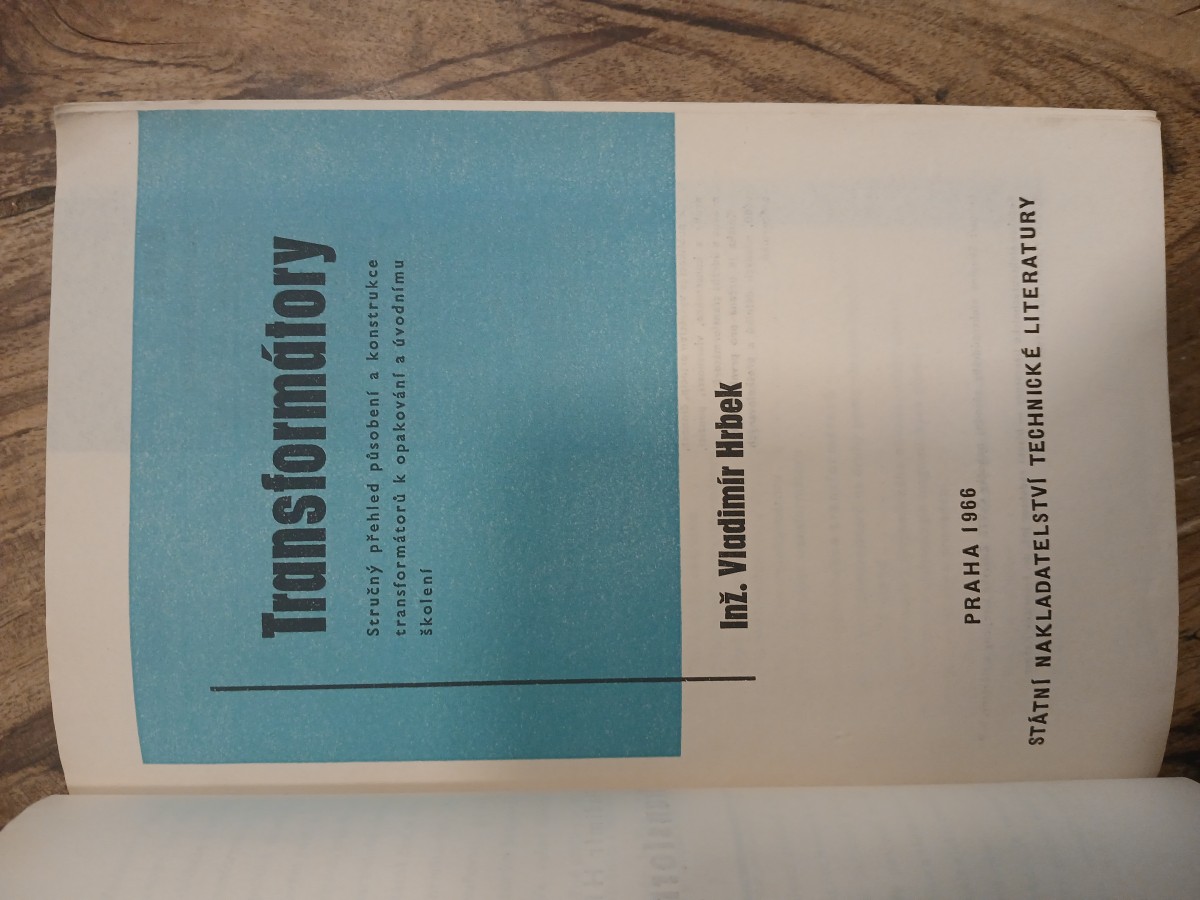 Transformátory
Stručný přehled působení a konstrukce
transformátorů k opakování a úvodnímu
školení
Inž. Vladimír Hrbek
PRAHA 1966
STÁTNÍ NAKLADATELSTVÍ TECHNICKÉ LITERATURY